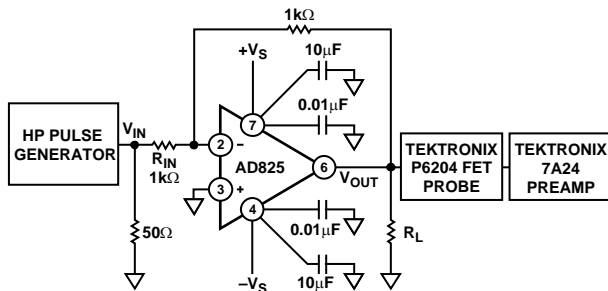 1kΩ
+VS
10μF
0.01μF
HP PULSE
GENERATOR
VIN
RIN
1kΩ
2
–
7
AD825
3
+
6
VOUT
4
TEKTRONIX
P6204 FET
PROBE
TEKTRONIX
7A24
PREAMP
50Ω
0.01μF
RL
–VS
10μF